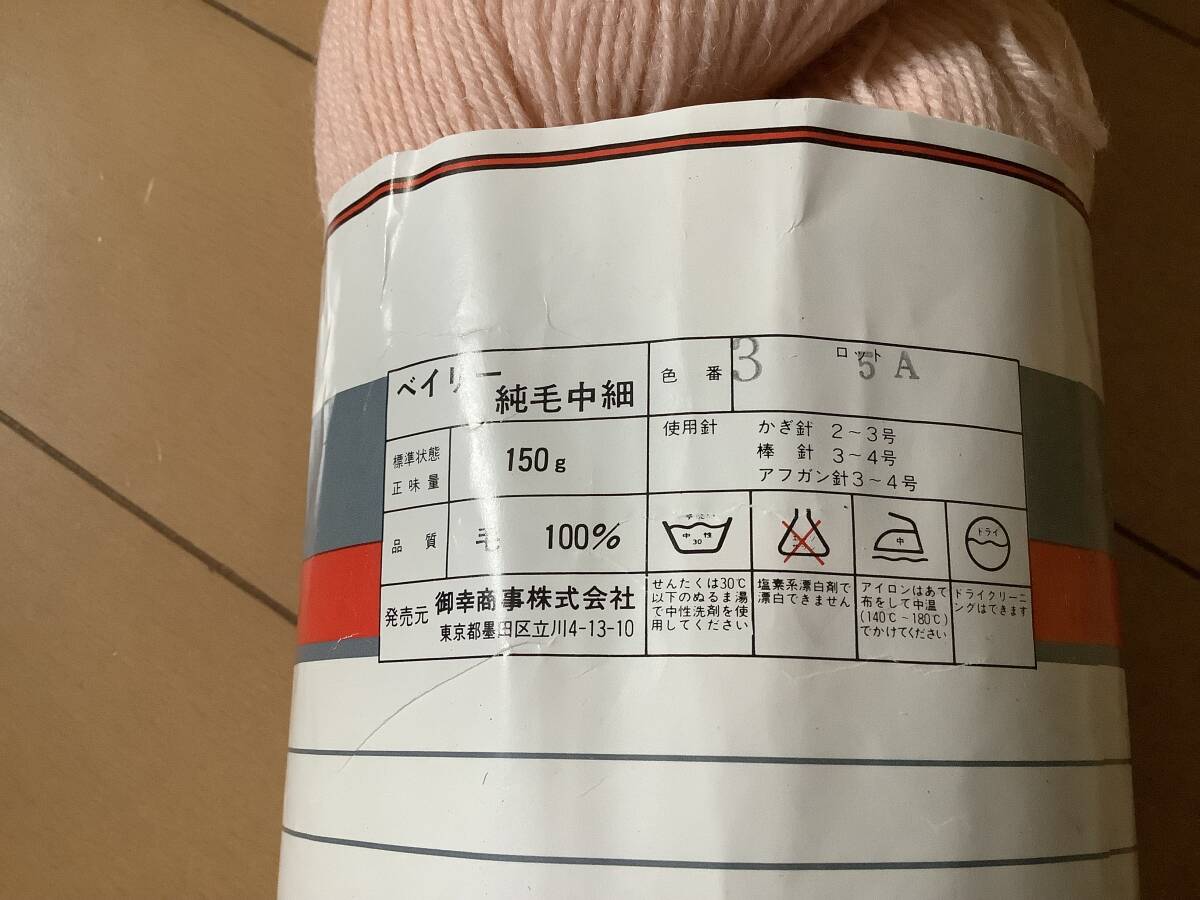 ベイリー
純毛中細
色番 3 ロット 5A
標準状態
正味量 150g
使用針 かぎ針 2～3号
棒針 3～4号
アフガン針3～4号
品質 毛 100%
中性
30
中
ドライ
せんたくは30℃
以下のぬるま湯
で中性洗剤を使
用してください
塩素系漂白剤で
漂白できません
アイロンはあて
布をして中温
(140℃～180℃)
でかけてください
ドライクリーニ
ングはできます
発売元 御幸商事株式会社
東京都墨田区立川4-13-10